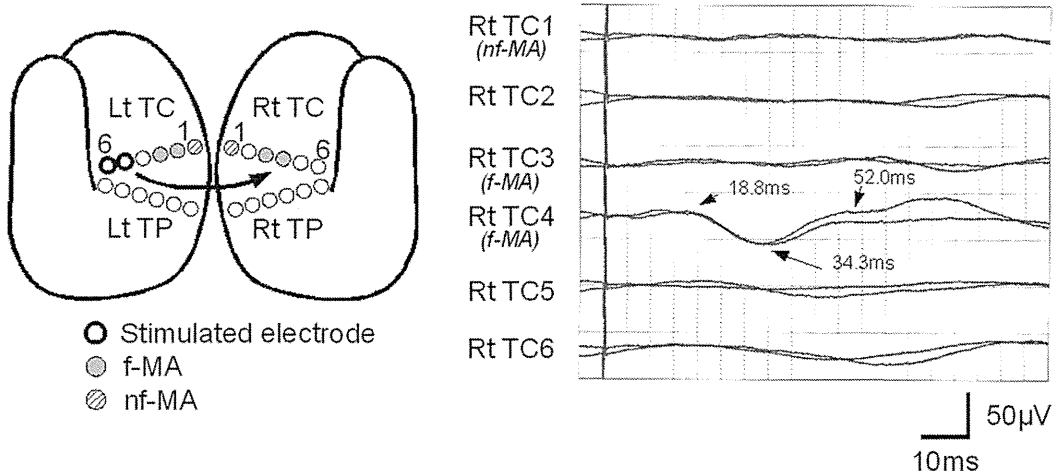 Lt TC
Rt TC
6
1
1
6
Lt TP
Rt TP
Stimulated electrode
f-MA
nf-MA
Rt TC1
(nf-MA)
Rt TC2
Rt TC3
(f-MA)
Rt TC4
(f-MA)
Rt TC5
Rt TC6
18.8ms
52.0ms
34.3ms
50μV
10ms